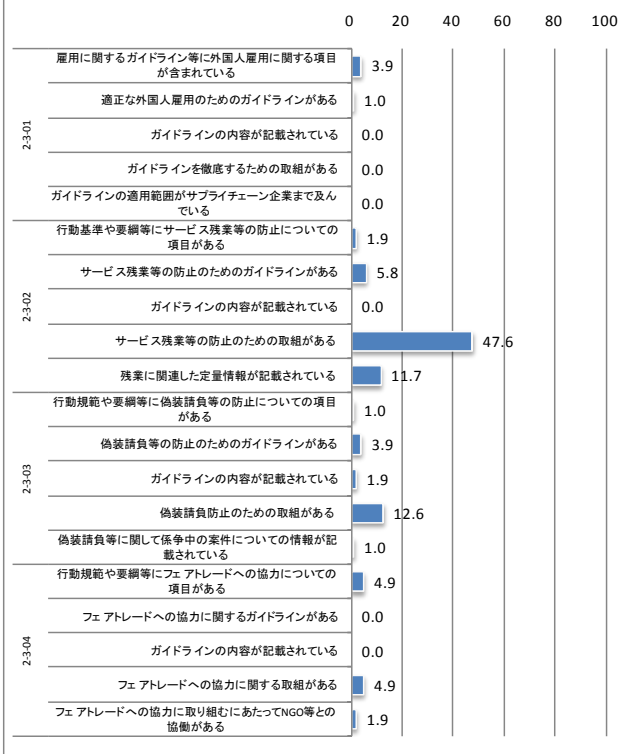 0 20 40 60 80 100
2-3-01
雇用に関するガイドライン等に外国人雇用に関する項目
が含まれている
3.9
適正な外国人雇用のためのガイドラインがある
1.0
ガイドラインの内容が記載されている
0.0
ガイドラインを徹底するための取組がある
0.0
ガイドラインの適用範囲がサプライチェーン企業まで及ん
でいる
0.0
2-3-02
行動基準や要綱等にサービス残業等の防止についての
項目がある
1.9
サービス残業等の防止のためのガイドラインがある
5.8
ガイドラインの内容が記載されている
0.0
サービス残業等の防止のための取組がある
47.6
残業に関連した定量情報が記載されている
11.7
2-3-03
行動規範や要綱等に偽装請負等の防止についての項目
がある
1.0
偽装請負等の防止のためのガイドラインがある
3.9
ガイドラインの内容が記載されている
1.9
偽装請負防止のための取組がある
12.6
偽装請負等に関して係争中の案件についての情報が記
載されている
1.0
2-3-04
行動規範や要綱等にフェアトレードへの協力についての
項目がある
4.9
フェアトレードへの協力に関するガイドラインがある
0.0
ガイドラインの内容が記載されている
0.0
フェアトレードへの協力に関する取組がある
4.9
フェアトレードへの協力に取り組むにあたってNGO等との
協働がある
1.9